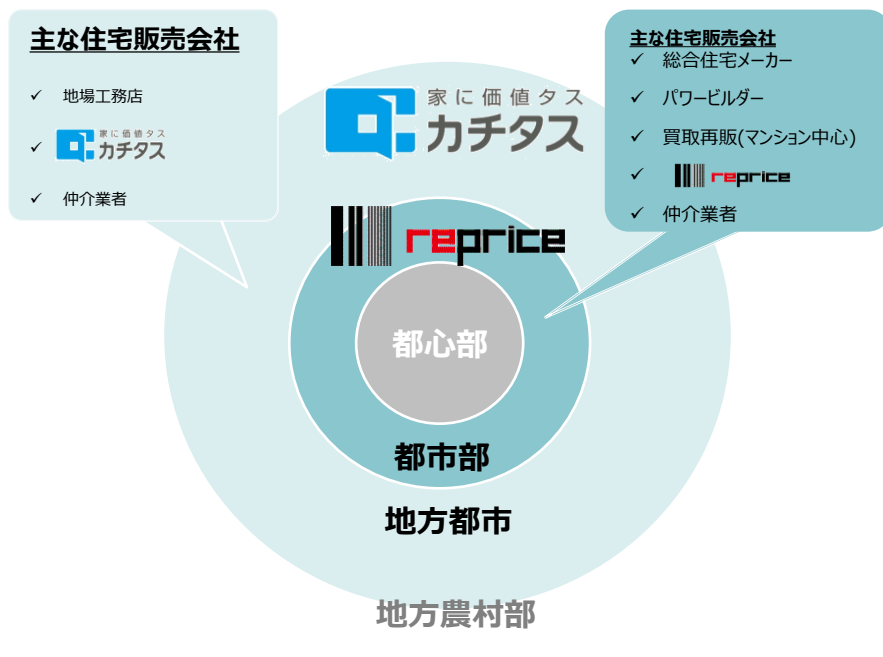 主な住宅販売会社
✓ 地場工務店
✓ 家に価値タス
カチタス
✓ 仲介業者
主な住宅販売会社
✓ 総合住宅メーカー
✓ パワービルダー
✓ 買取再販(マンション中心)
✓ reprice
✓ 仲介業者
家に価値タス
カチタス
reprice
都心部
都市部
地方都市
地方農村部